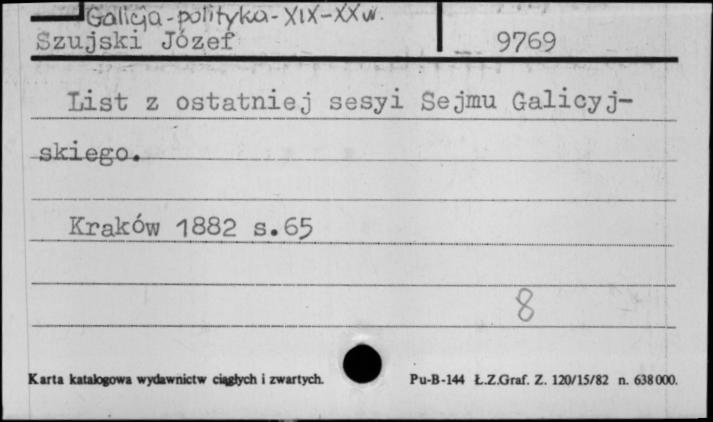 Galicja-polityka-XIX-XX w.
Szujski Józef 9769
List z ostatniej sesyi Sejmu Galicyj-
skiego.
Kraków 1882 s.65
8
Karta katalogowa wydawnictw ciągłych i zwartych. Pu-B-144 Ł.Z.Graf. Z. 120/15/82 n. 638000.